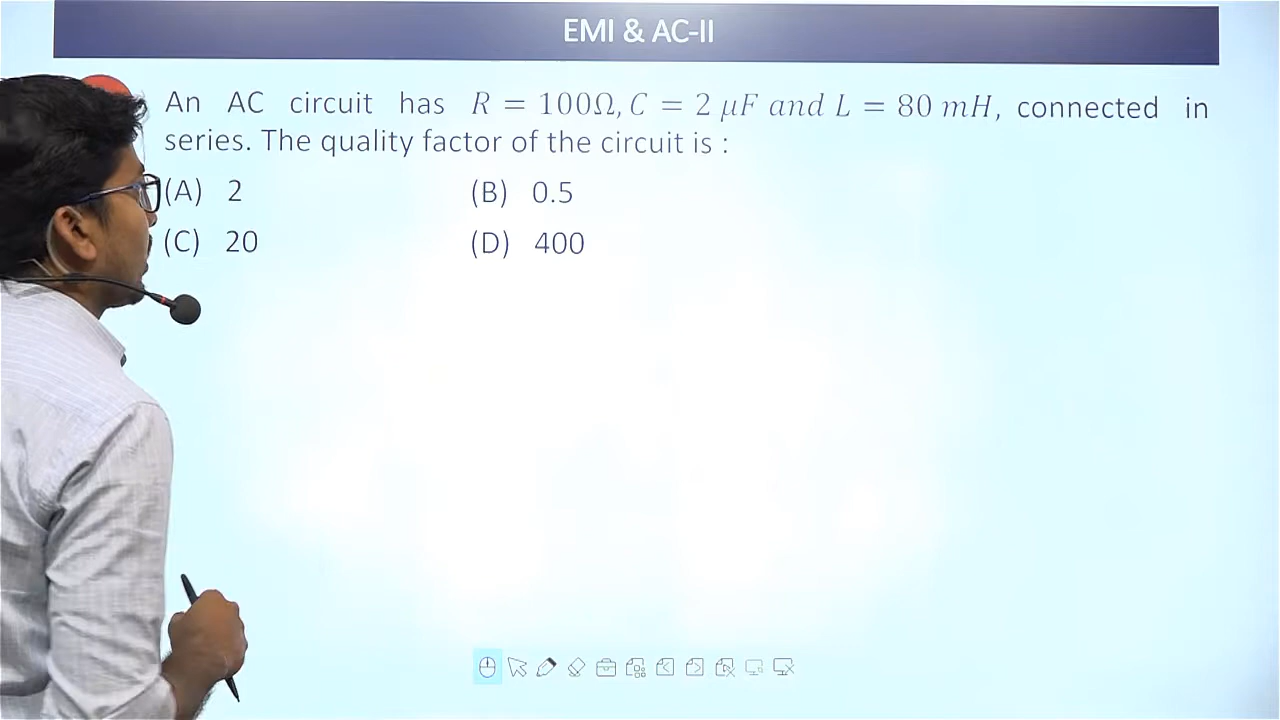 EMI & AC-II
An AC circuit has R = 100Ω, C = 2 μF and L = 80 mH, connected in
series. The quality factor of the circuit is :
(A) 2 (B) 0.5
(C) 20 (D) 400